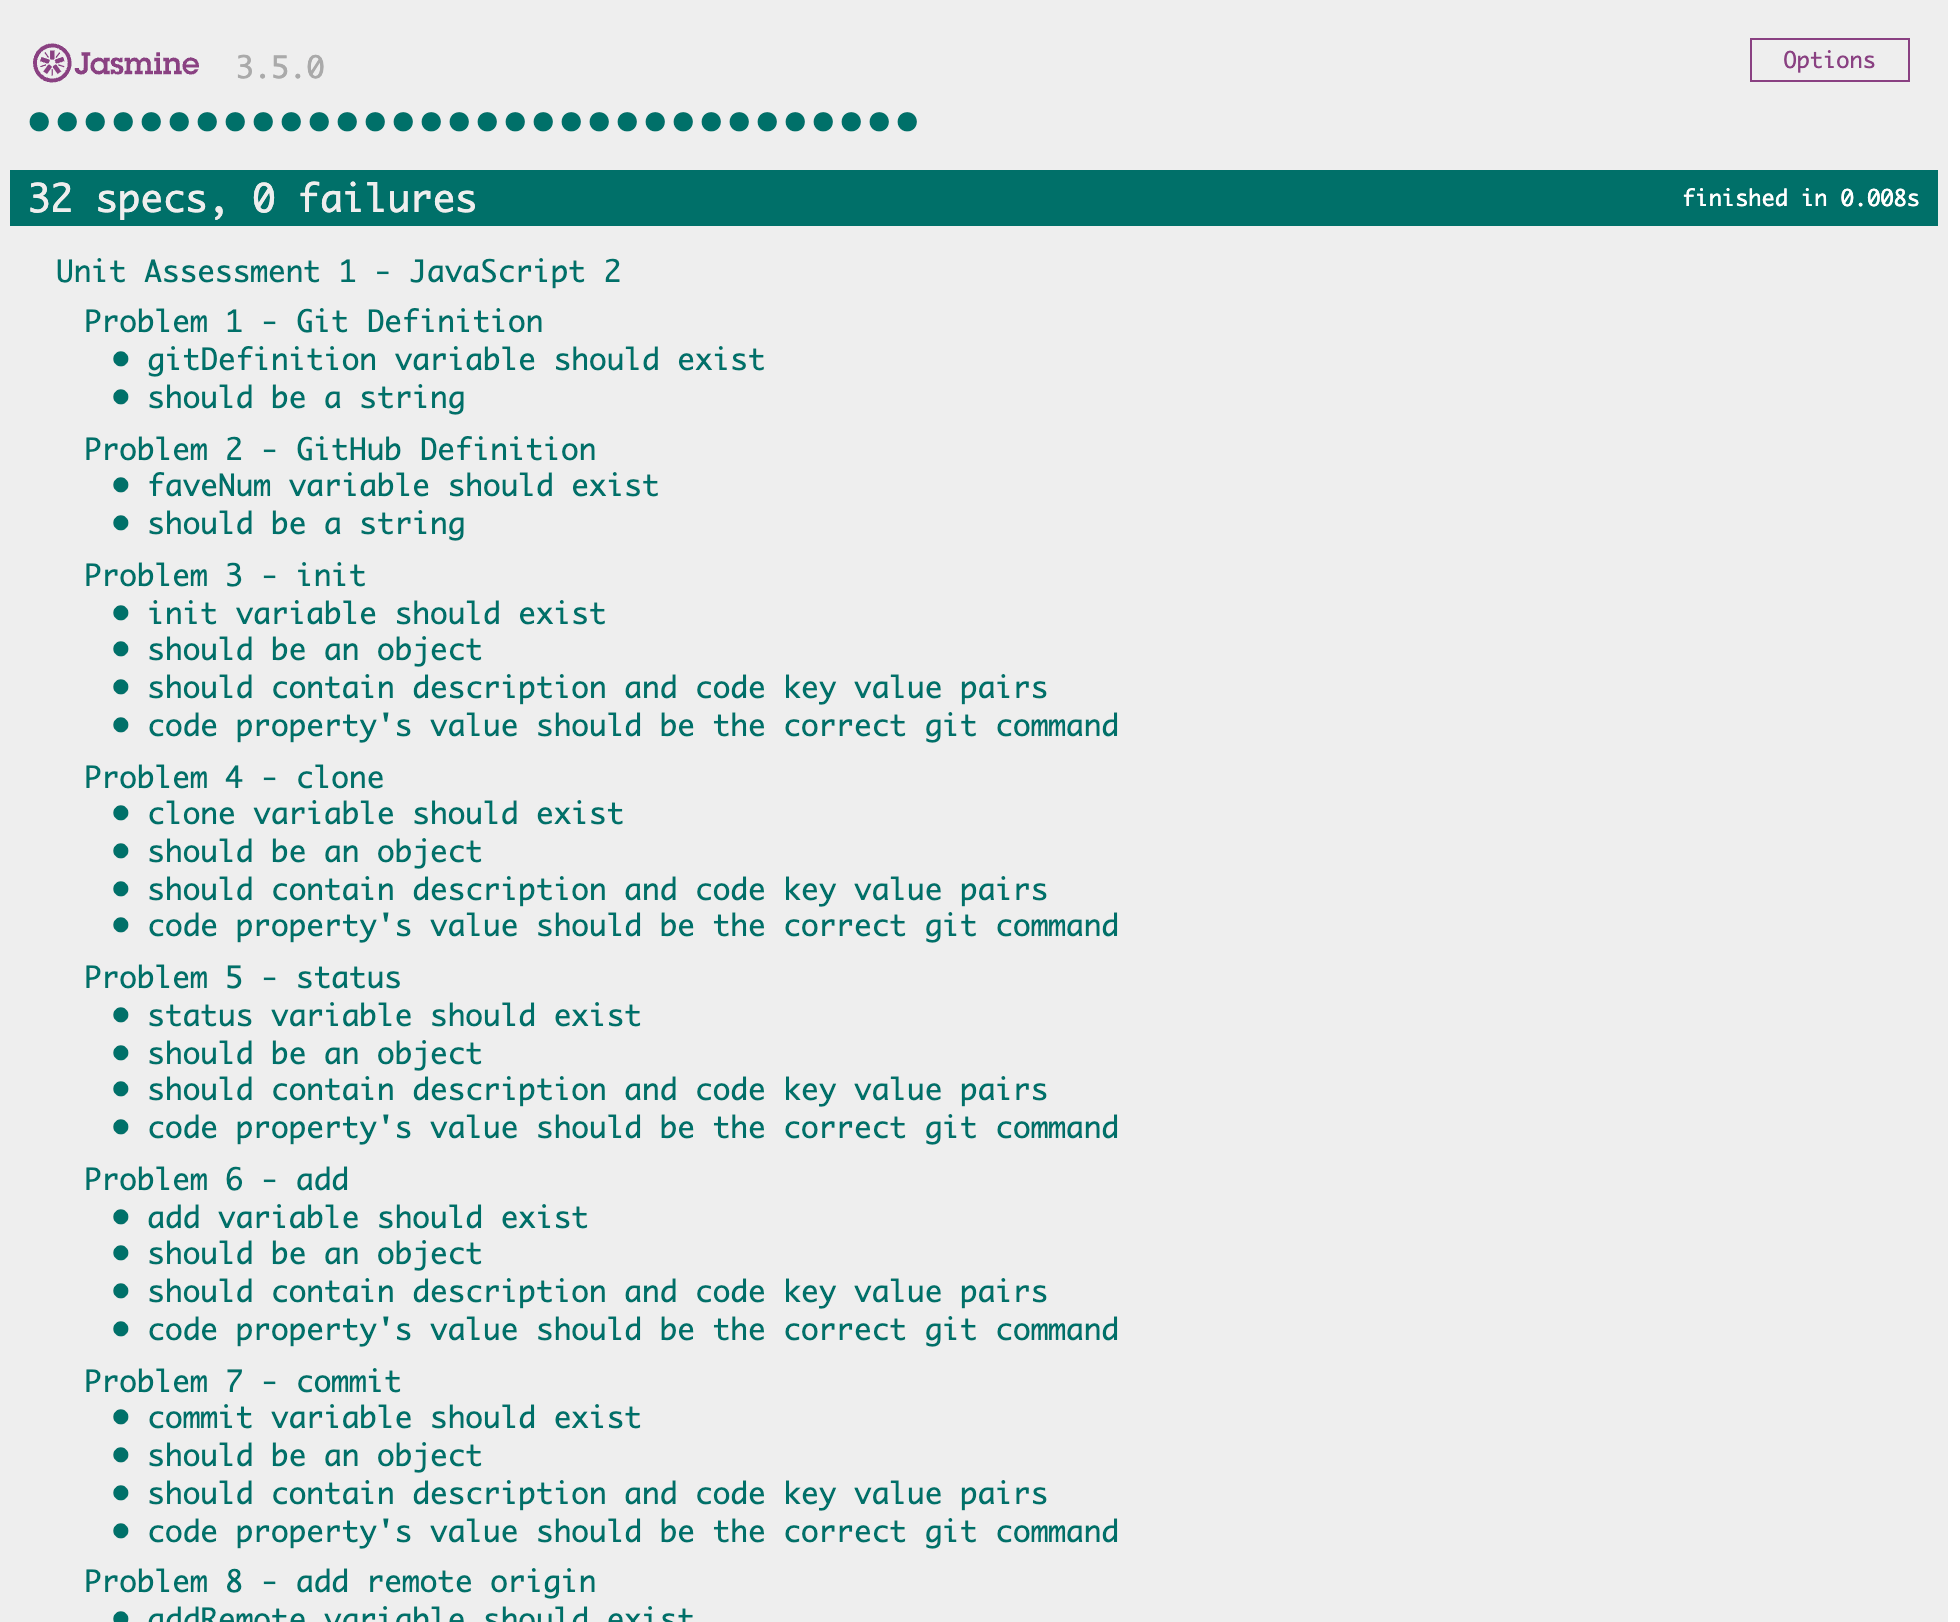 Jasmine 3.5.0
Options
32 specs, 0 failures
finished in 0.008s
Unit Assessment 1 - JavaScript 2
Problem 1 - Git Definition
• gitDefinition variable should exist
• should be a string
Problem 2 - GitHub Definition
• faveNum variable should exist
• should be a string
Problem 3 - init
• init variable should exist
• should be an object
• should contain description and code key value pairs
• code property's value should be the correct git command
Problem 4 - clone
• clone variable should exist
• should be an object
• should contain description and code key value pairs
• code property's value should be the correct git command
Problem 5 - status
• status variable should exist
• should be an object
• should contain description and code key value pairs
• code property's value should be the correct git command
Problem 6 - add
• add variable should exist
• should be an object
• should contain description and code key value pairs
• code property's value should be the correct git command
Problem 7 - commit
• commit variable should exist
• should be an object
• should contain description and code key value pairs
• code property's value should be the correct git command
Problem 8 - add remote origin
• addRemote variable should exist